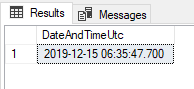 Results Messages
DateAndTimeUtc
1 2019-12-15 06:35:47.700